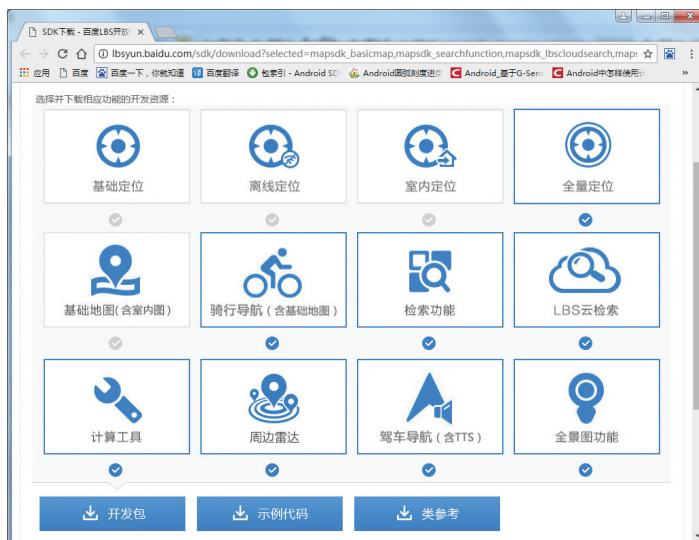 SDK下载 - 百度LBS开放
lbsyun.baidu.com/sdk/download?selected=mapsdk_basicmap,mapsdk_searchfunction,mapsdk_lbscloudsearch,maps
应用 百度 百度一下，你就知道 百度翻译 包索引 - Android SD Android圆弧刻度进度 Android_基于G-Sens Android中怎样使用 »
选择并下载相应功能的开发资源：
基础定位 离线定位 室内定位 全量定位
基础地图(含室内图) 骑行导航（含基础地图） 检索功能 LBS云检索
计算工具 周边雷达 驾车导航（含TTS） 全景图功能
开发包 示例代码 类参考